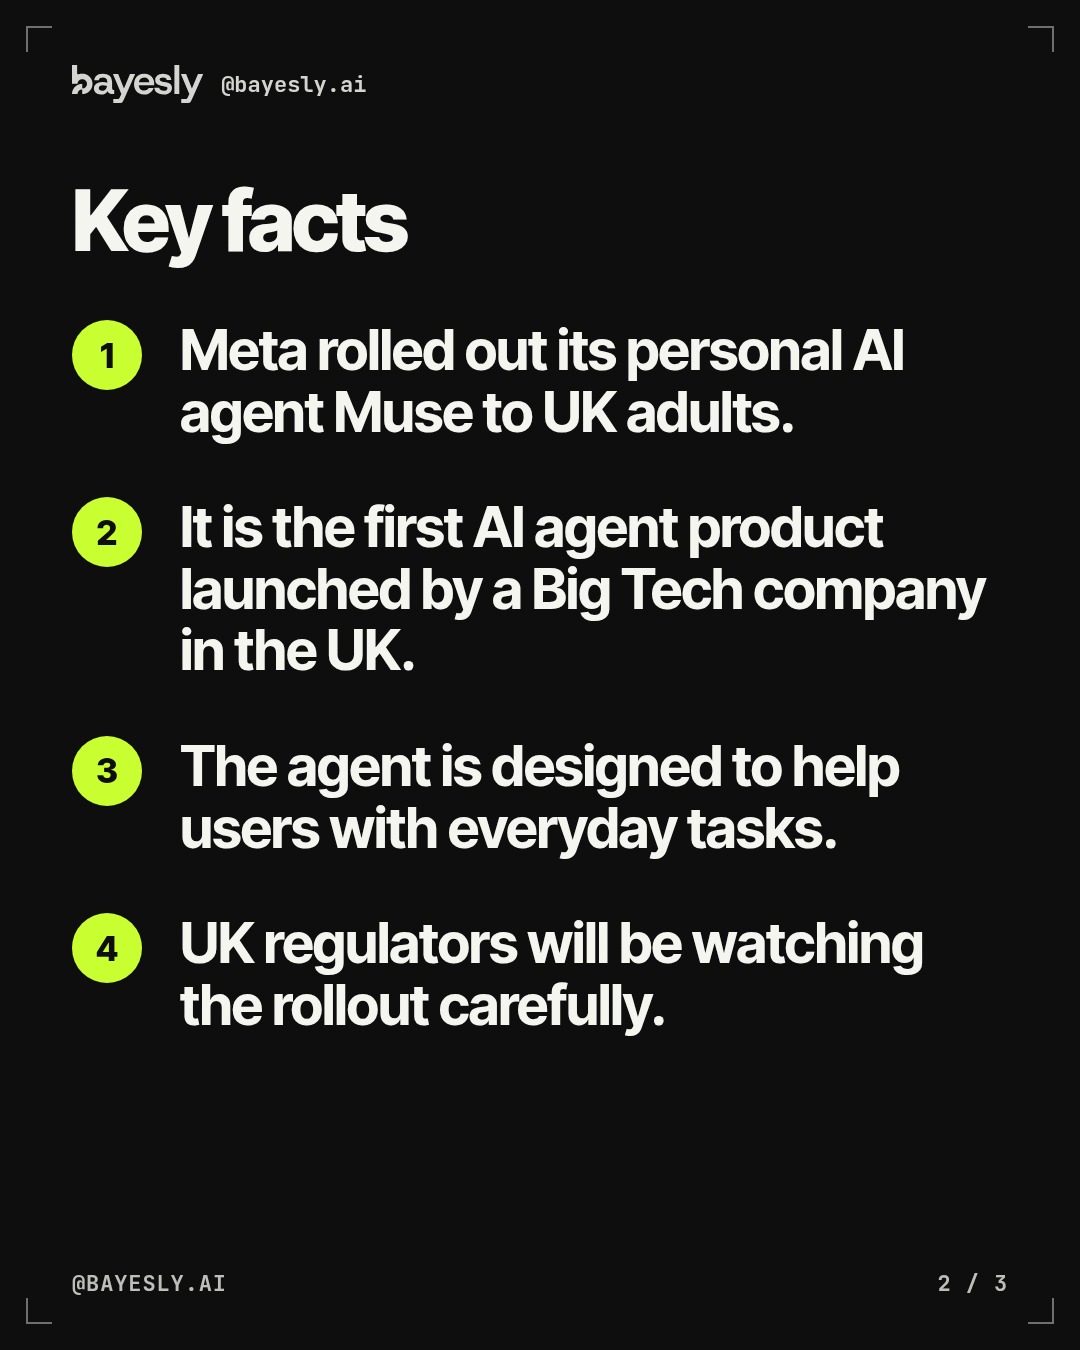 bayesly @bayesly.ai
Key facts
1 Meta rolled out its personal AI
agent Muse to UK adults.
2 It is the first AI agent product
launched by a Big Tech company
in the UK.
3 The agent is designed to help
users with everyday tasks.
4 UK regulators will be watching
the rollout carefully.
@BAYESLY.AI 2 / 3